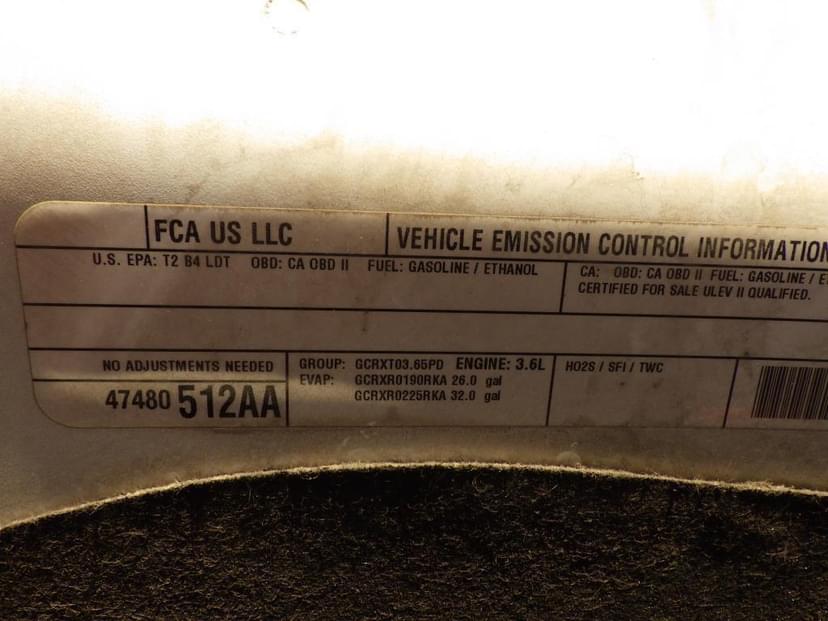 FCA US LLC
VEHICLE EMISSION CONTROL INFORMATION
U.S. EPA: T2 B4 LDT OBD: CA OBD II FUEL: GASOLINE / ETHANOL
CA: OBD: CA OBD II FUEL: GASOLINE /
CERTIFIED FOR SALE ULEV II QUALIFIED.
NO ADJUSTMENTS NEEDED
47480 512AA
GROUP: GCRXT03.65PD ENGINE: 3.6L
EVAP: GCRXR0190RKA 26.0 gal
GCRXR0225RKA 32.0 gal
HO2S / SFI / TWC